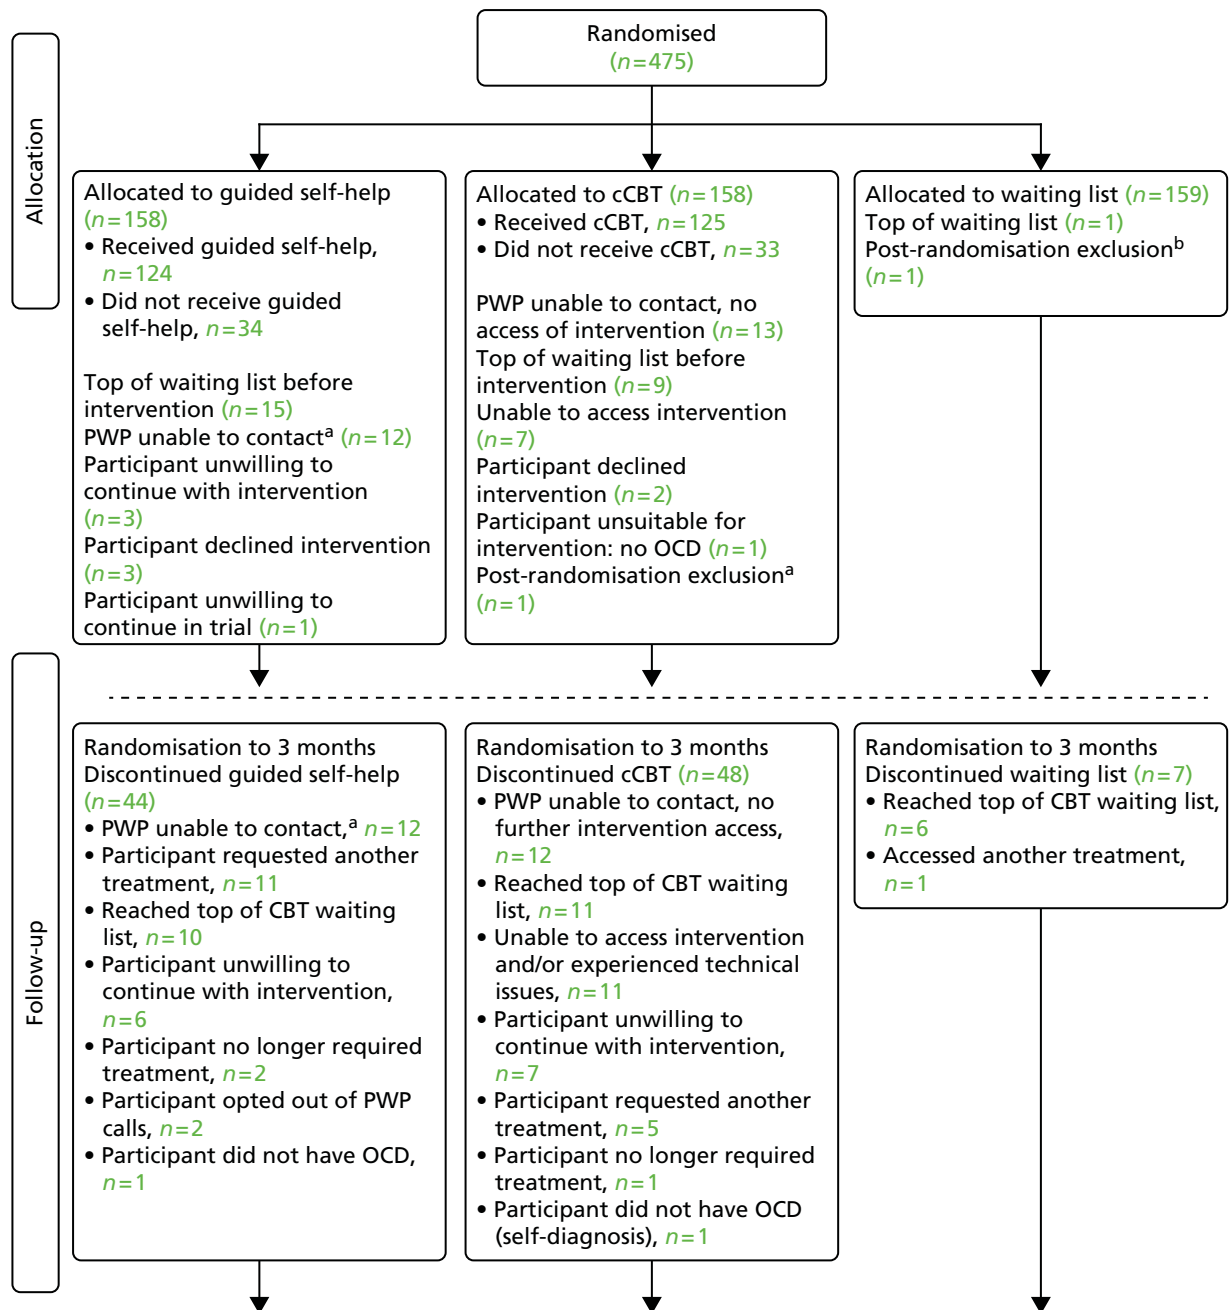 Randomised
(n=475)
Allocation
Allocated to guided self-help
(n=158)
• Received guided self-help,
n=124
• Did not receive guided
self-help, n=34
Top of waiting list before
intervention (n=15)
PWP unable to contactᵃ (n=12)
Participant unwilling to
continue with intervention
(n=3)
Participant declined intervention
(n=3)
Participant unwilling to
continue in trial (n=1)
Allocated to cCBT (n=158)
• Received cCBT, n=125
• Did not receive cCBT, n=33
PWP unable to contact, no
access of intervention (n=13)
Top of waiting list before
intervention (n=9)
Unable to access intervention
(n=7)
Participant declined
intervention (n=2)
Participant unsuitable for
intervention: no OCD (n=1)
Post-randomisation exclusionᵃ
(n=1)
Allocated to waiting list (n=159)
Top of waiting list (n=1)
Post-randomisation exclusionᵇ
(n=1)
Follow-up
Randomisation to 3 months
Discontinued guided self-help
(n=44)
• PWP unable to contact,ᵃ n=12
• Participant requested another
treatment, n=11
• Reached top of CBT waiting
list, n=10
• Participant unwilling to
continue with intervention,
n=6
• Participant no longer required
treatment, n=2
• Participant opted out of PWP
calls, n=2
• Participant did not have OCD,
n=1
Randomisation to 3 months
Discontinued cCBT (n=48)
• PWP unable to contact, no
further intervention access,
n=12
• Reached top of CBT waiting
list, n=11
• Unable to access intervention
and/or experienced technical
issues, n=11
• Participant unwilling to
continue with intervention,
n=7
• Participant requested another
treatment, n=5
• Participant no longer required
treatment, n=1
• Participant did not have OCD
(self-diagnosis), n=1
Randomisation to 3 months
Discontinued waiting list (n=7)
• Reached top of CBT waiting list,
n=6
• Accessed another treatment,
n=1